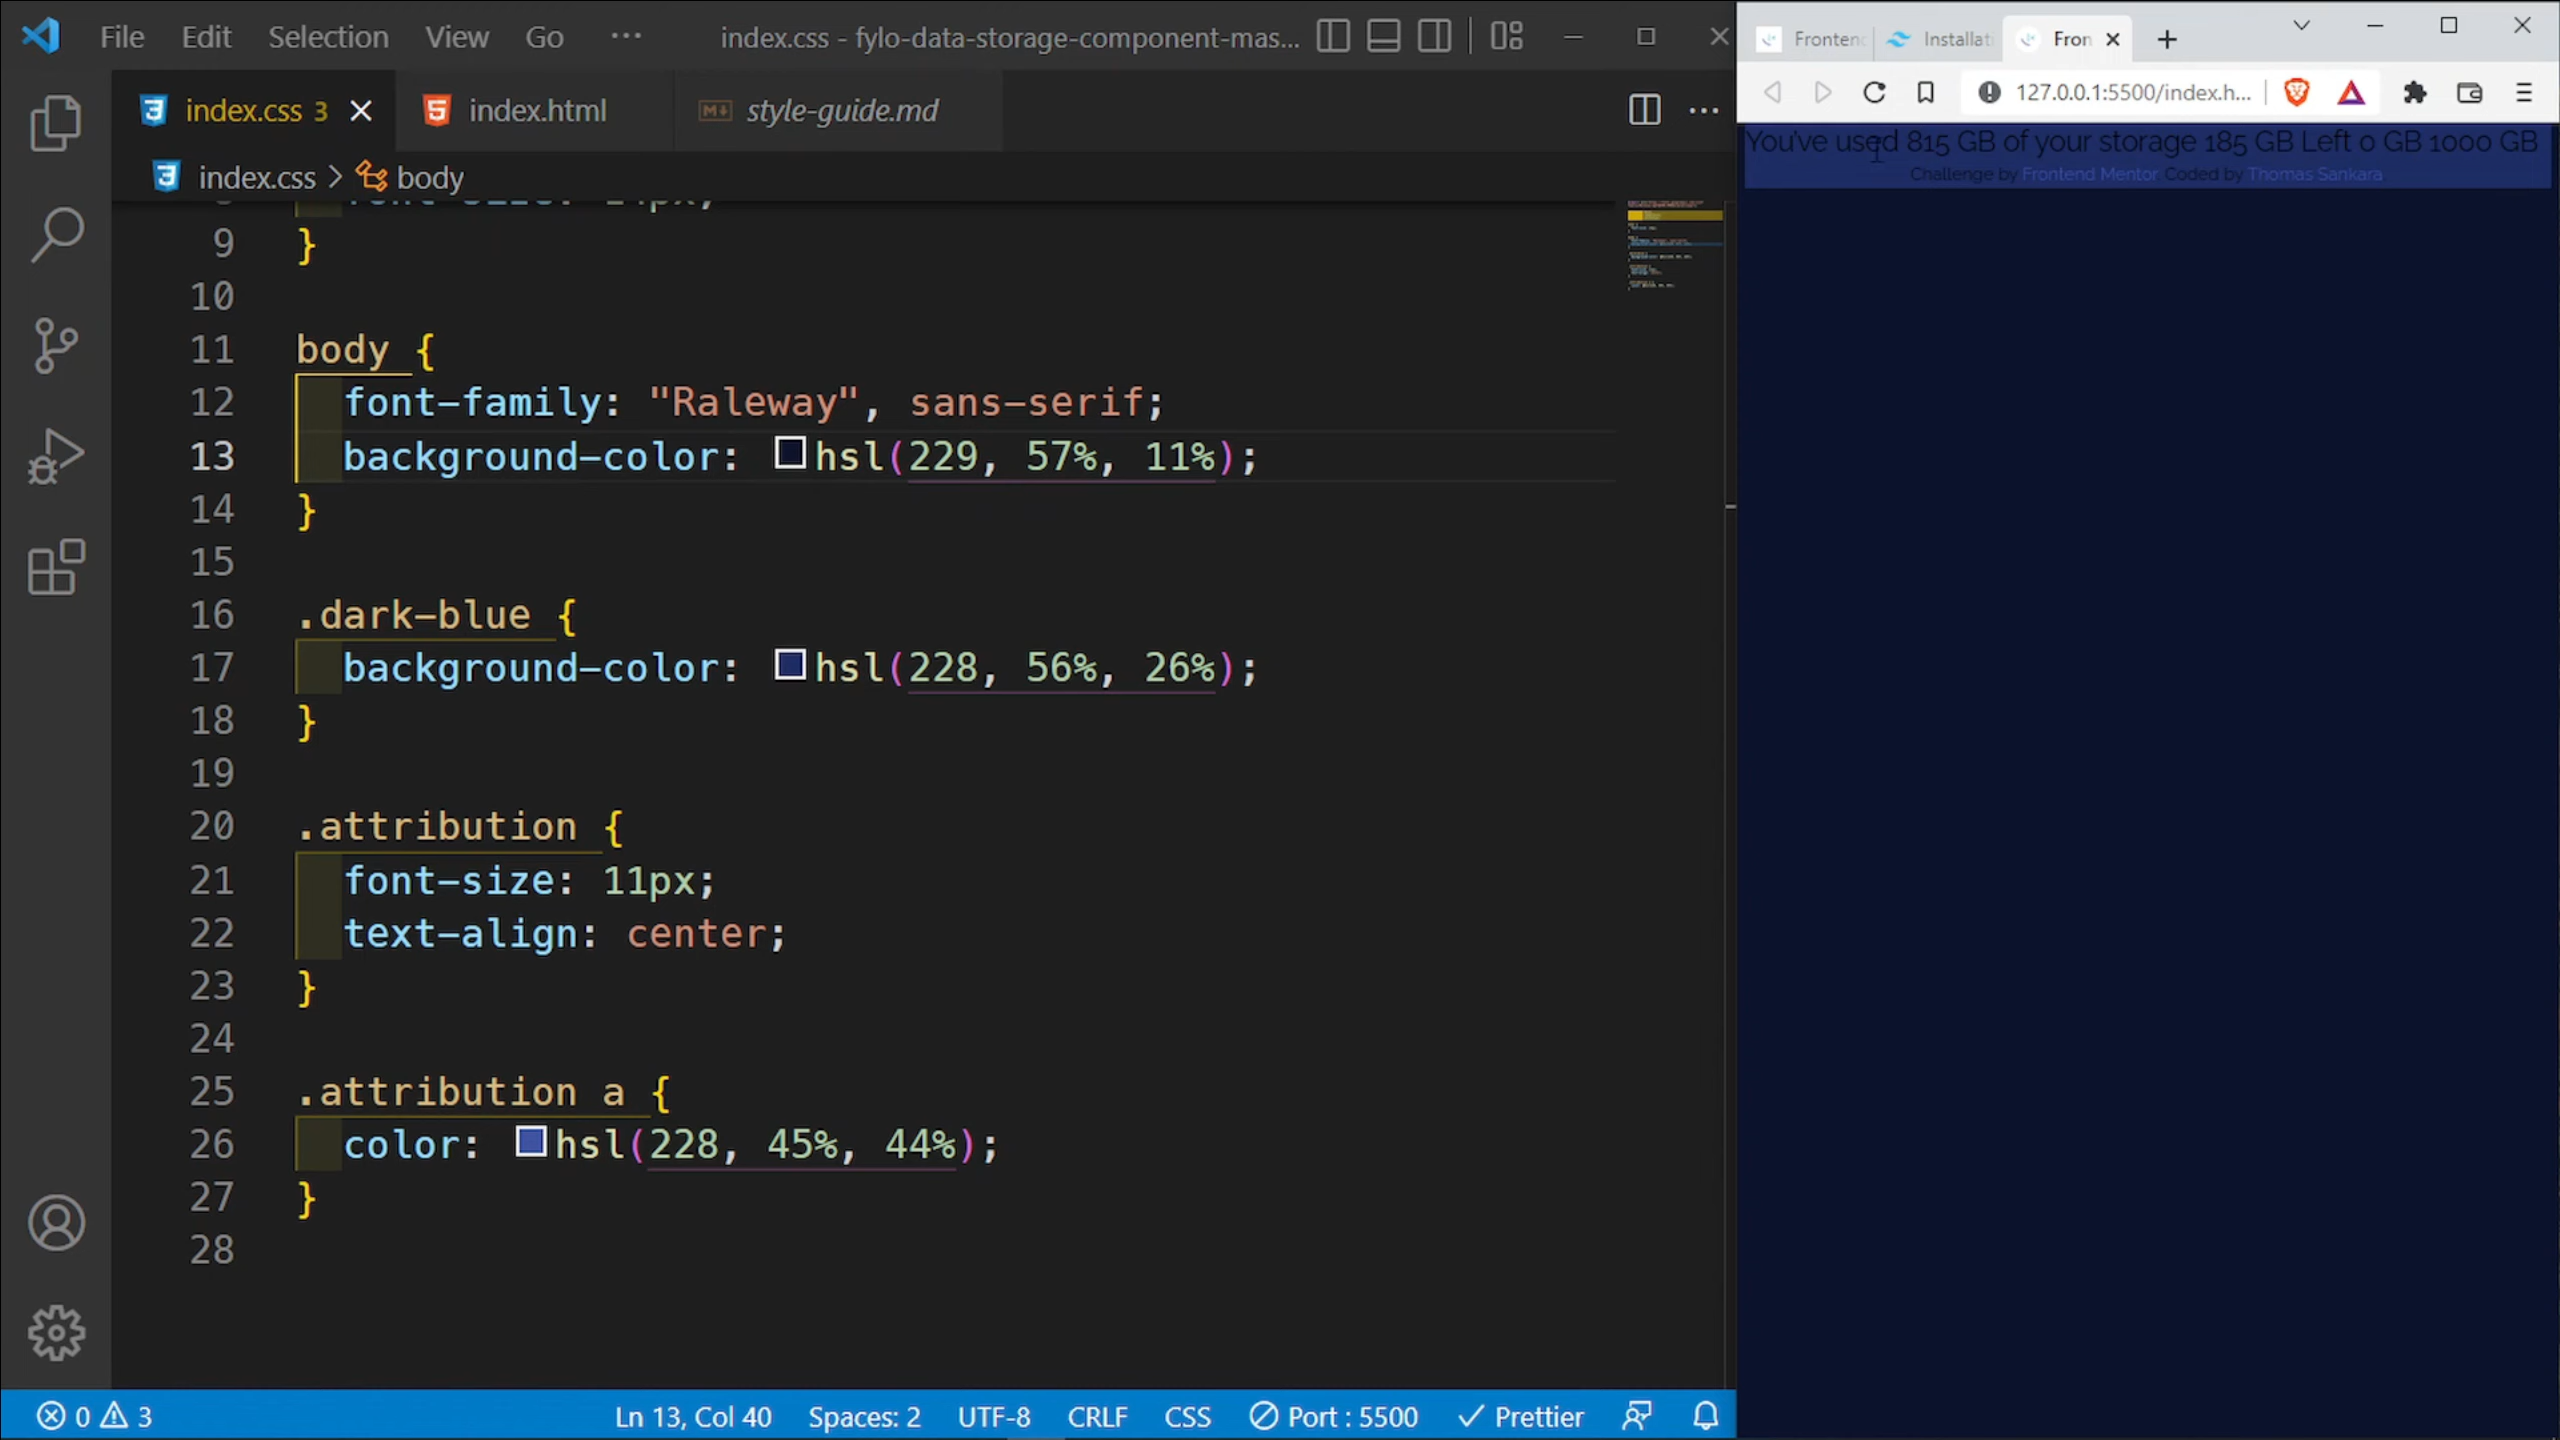 File Edit Selection View Go ··· index.css - fylo-data-storage-component-mas...
index.css 3 index.html style-guide.md
index.css > body
9 }
10
11 body {
12 font-family: "Raleway", sans-serif;
13 background-color: hsl(229, 57%, 11%);
14 }
15
16 .dark-blue {
17 background-color: hsl(228, 56%, 26%);
18 }
19
20 .attribution {
21 font-size: 11px;
22 text-align: center;
23 }
24
25 .attribution a {
26 color: hsl(228, 45%, 44%);
27 }
28
0 3 Ln 13, Col 40 Spaces: 2 UTF-8 CRLF CSS Port : 5500 Prettier
Frontend Installati Fron
127.0.0.1:5500/index.h...
You've used 815 GB of your storage 185 GB Left 0 GB 1000 GB
Challenge by Frontend Mentor Coded by Thomas Sankara